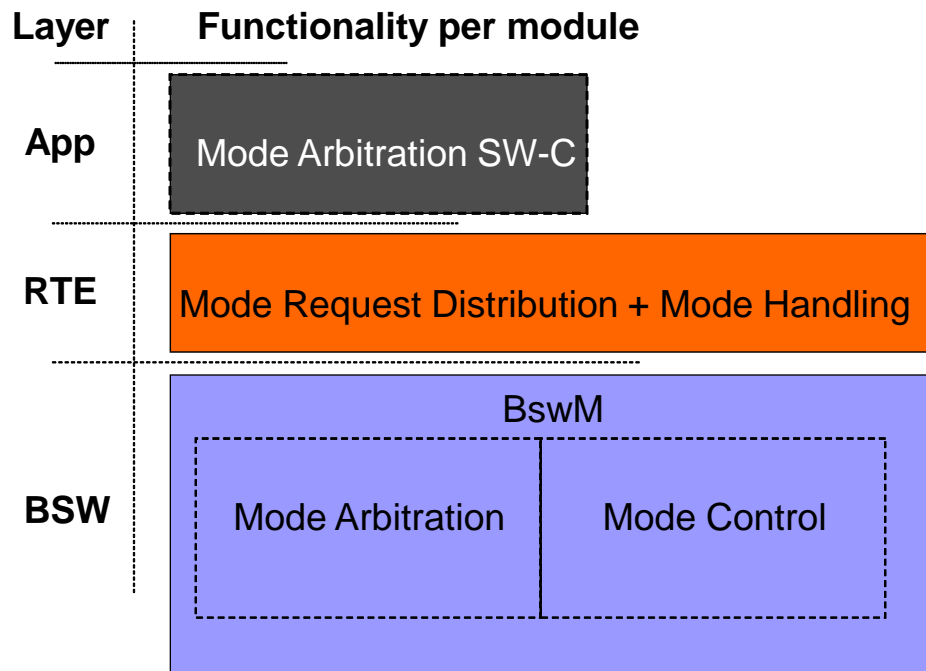 Layer Functionality per module
App
Mode Arbitration SW-C
RTE
Mode Request Distribution + Mode Handling
BswM
BSW
Mode Arbitration Mode Control